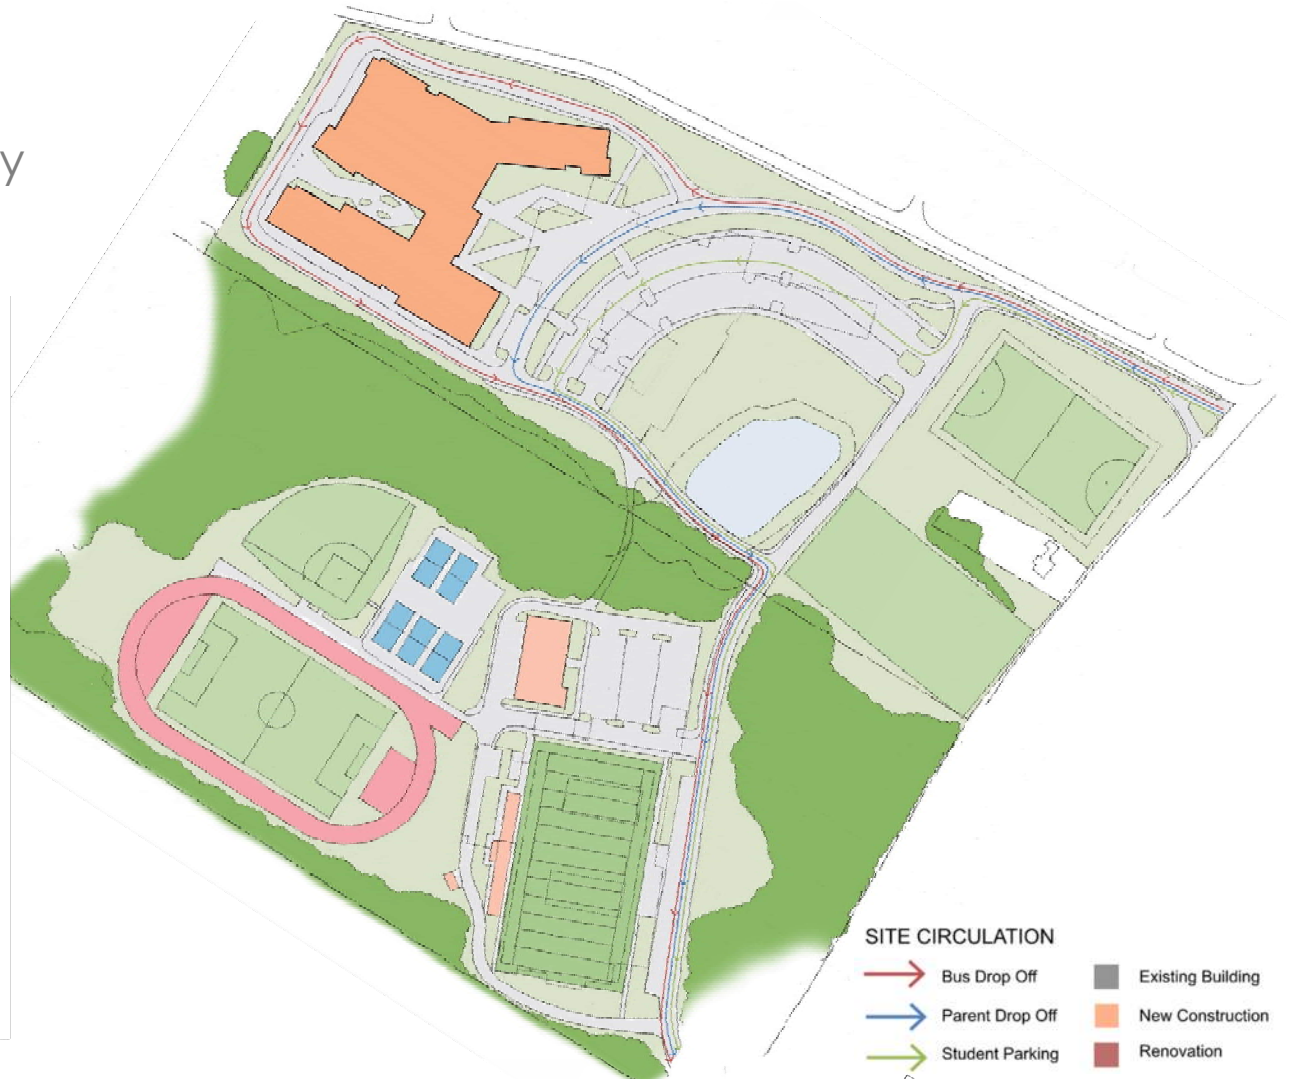 y
SITE CIRCULATION
Bus Drop Off
Parent Drop Off
Student Parking
Existing Building
New Construction
Renovation